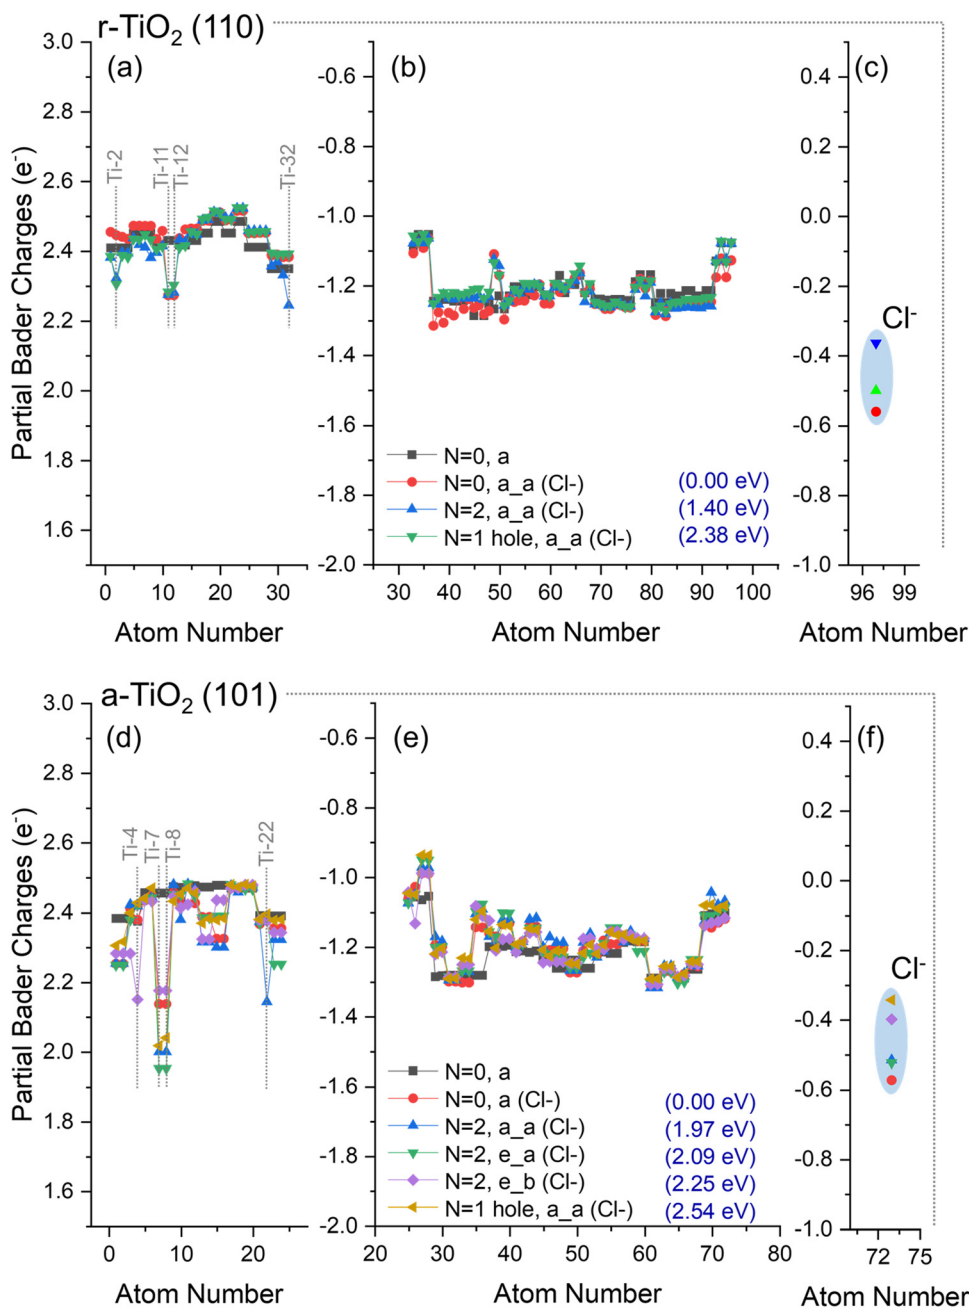 r-TiO₂ (110)
(a)
(b)
(c)
3.0
2.8
2.6
2.4
2.2
2.0
1.8
1.6
Partial Bader Charges (e⁻)
Ti-2
Ti-11
Ti-12
Ti-32
0 10 20 30
Atom Number
-0.6
-0.8
-1.0
-1.2
-1.4
-1.6
-1.8
-2.0
N=0, a
N=0, a_a (Cl-) (0.00 eV)
N=2, a_a (Cl-) (1.40 eV)
N=1 hole, a_a (Cl-) (2.38 eV)
30 40 50 60 70 80 90 100
Atom Number
0.4
0.2
0.0
-0.2
-0.4
-0.6
-0.8
-1.0
Cl⁻
96 99
Atom Number
a-TiO₂ (101)
(d)
(e)
(f)
3.0
2.8
2.6
2.4
2.2
2.0
1.8
1.6
Partial Bader Charges (e⁻)
Ti-4
Ti-7
Ti-8
Ti-22
0 10 20
Atom Number
-0.6
-0.8
-1.0
-1.2
-1.4
-1.6
-1.8
-2.0
N=0, a
N=0, a (Cl-) (0.00 eV)
N=2, a_a (Cl-) (1.97 eV)
N=2, e_a (Cl-) (2.09 eV)
N=2, e_b (Cl-) (2.25 eV)
N=1 hole, a_a (Cl-) (2.54 eV)
20 30 40 50 60 70 80
Atom Number
0.4
0.2
0.0
-0.2
-0.4
-0.6
-0.8
-1.0
Cl⁻
72 75
Atom Number